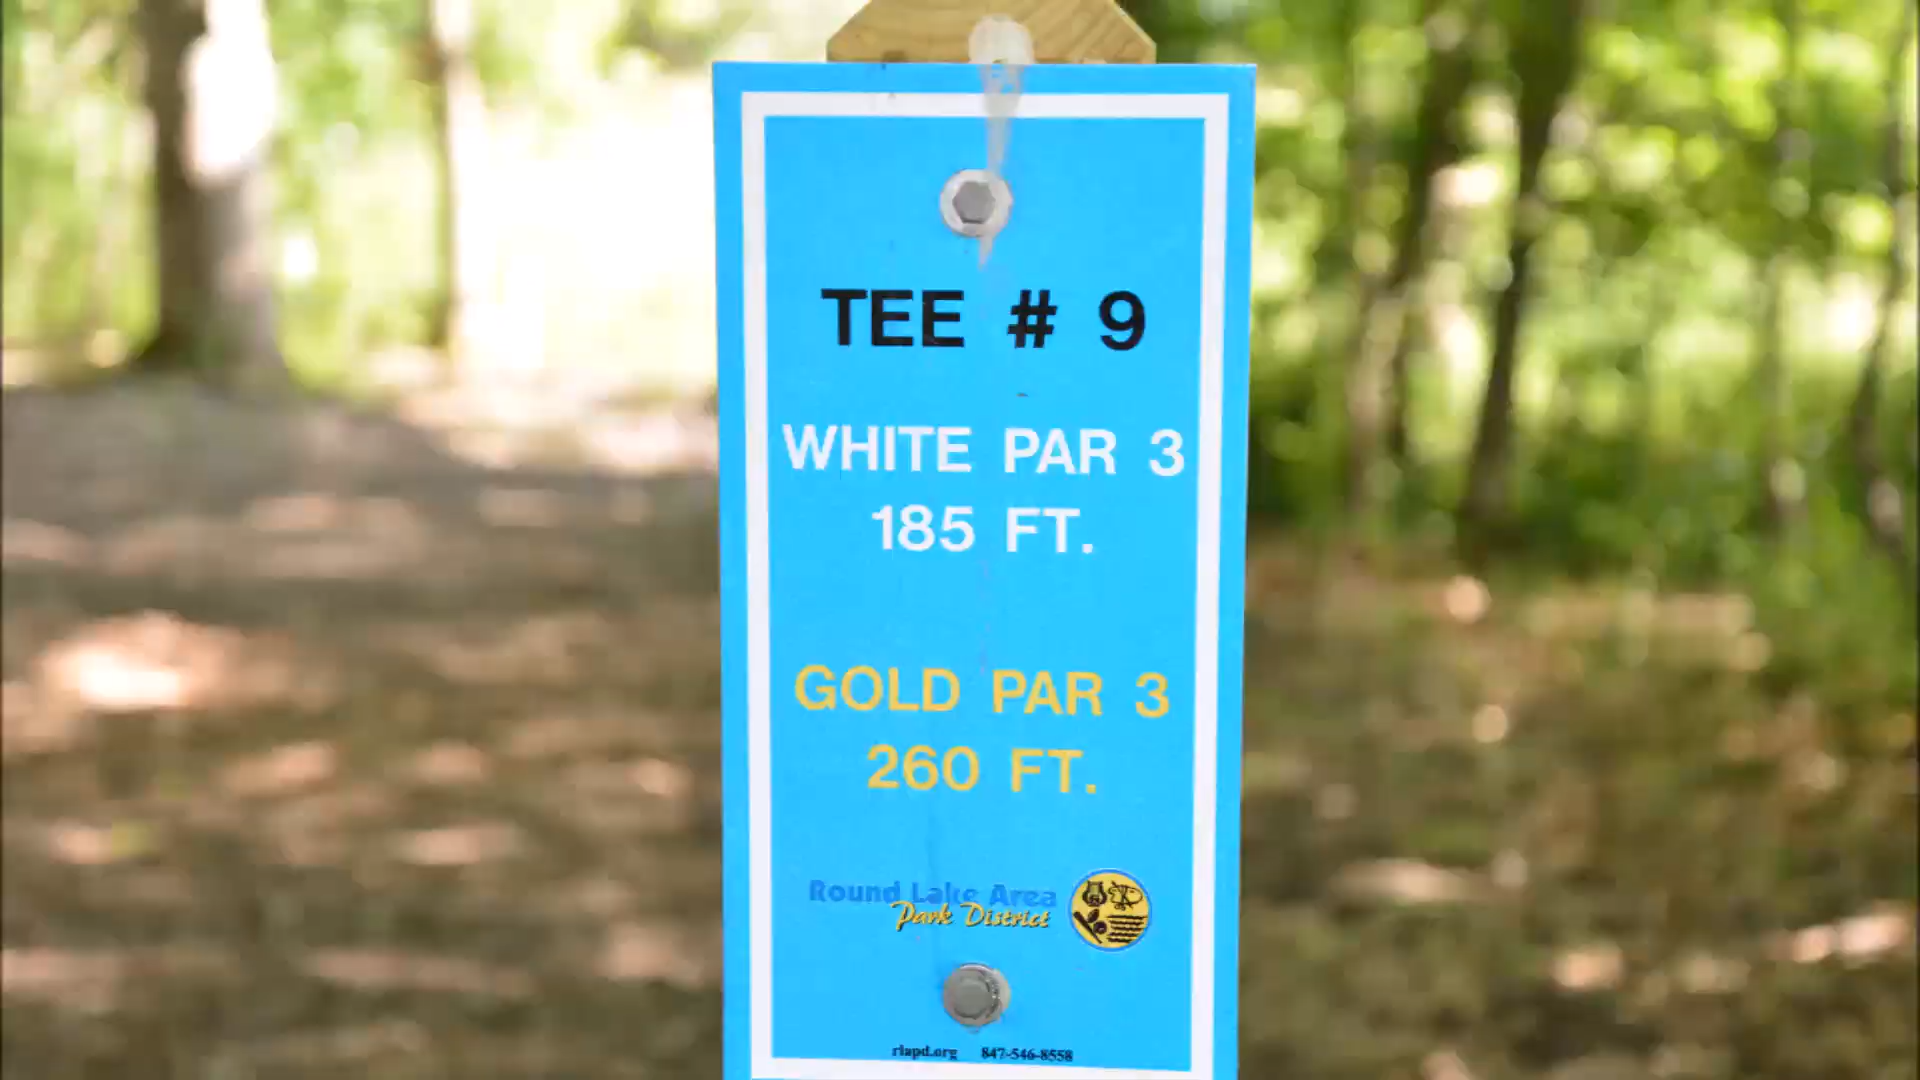 TEE # 9
WHITE PAR 3
185 FT.
GOLD PAR 3
260 FT.
Round Lake Area
Park District
rlapd.org 847-546-8558